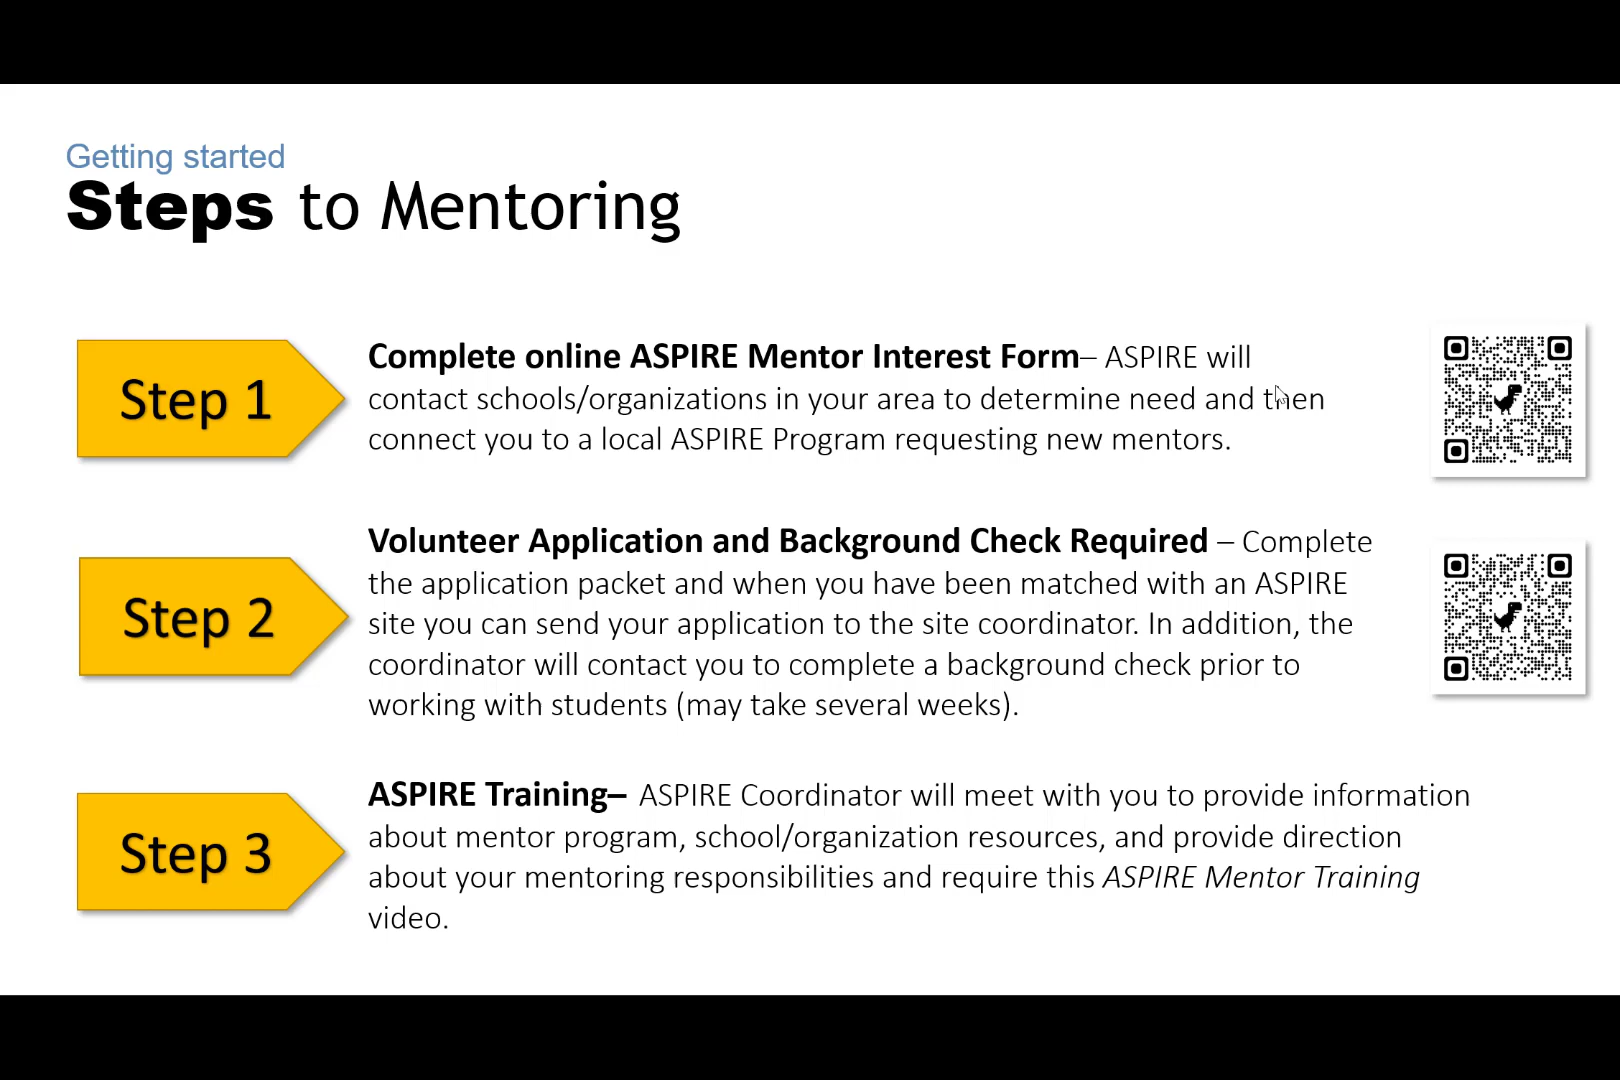 Getting started
Steps to Mentoring
Step 1
Complete online ASPIRE Mentor Interest Form– ASPIRE will
contact schools/organizations in your area to determine need and then
connect you to a local ASPIRE Program requesting new mentors.
Step 2
Volunteer Application and Background Check Required – Complete
the application packet and when you have been matched with an ASPIRE
site you can send your application to the site coordinator. In addition, the
coordinator will contact you to complete a background check prior to
working with students (may take several weeks).
Step 3
ASPIRE Training– ASPIRE Coordinator will meet with you to provide information
about mentor program, school/organization resources, and provide direction
about your mentoring responsibilities and require this ASPIRE Mentor Training
video.